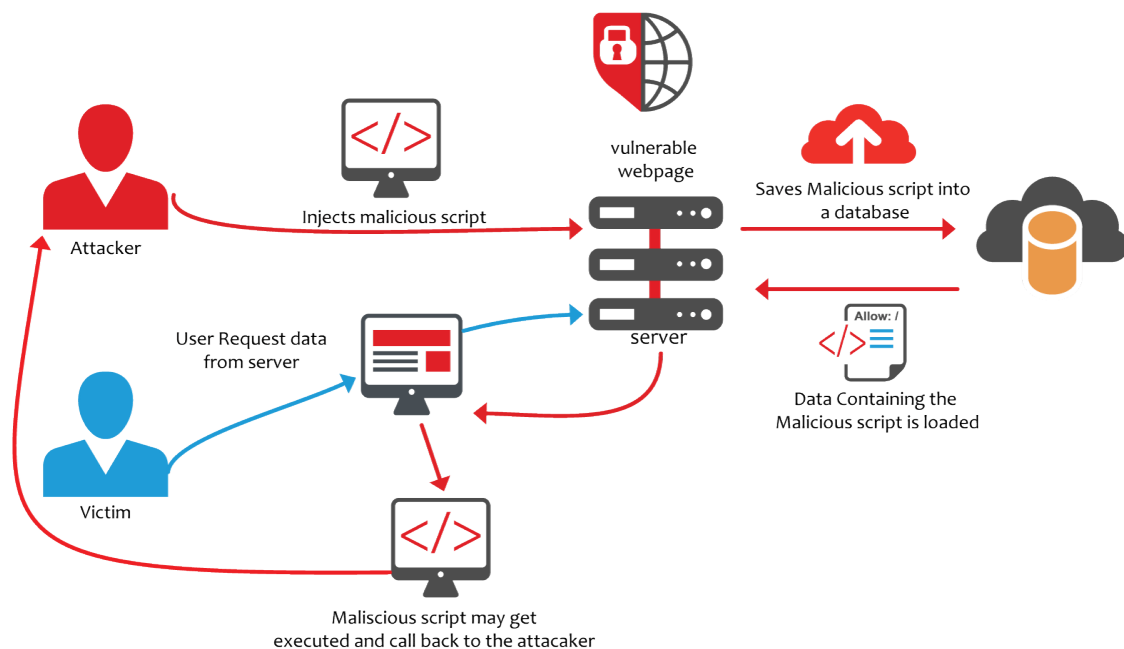 vulnerable
webpage
Injects malicious script
Attacker
Saves Malicious script into
a database
</>
User Request data
from server
server
Allow: /
</>
Data Containing the
Malicious script is loaded
Victim
</>
Maliscious script may get
executed and call back to the attacaker